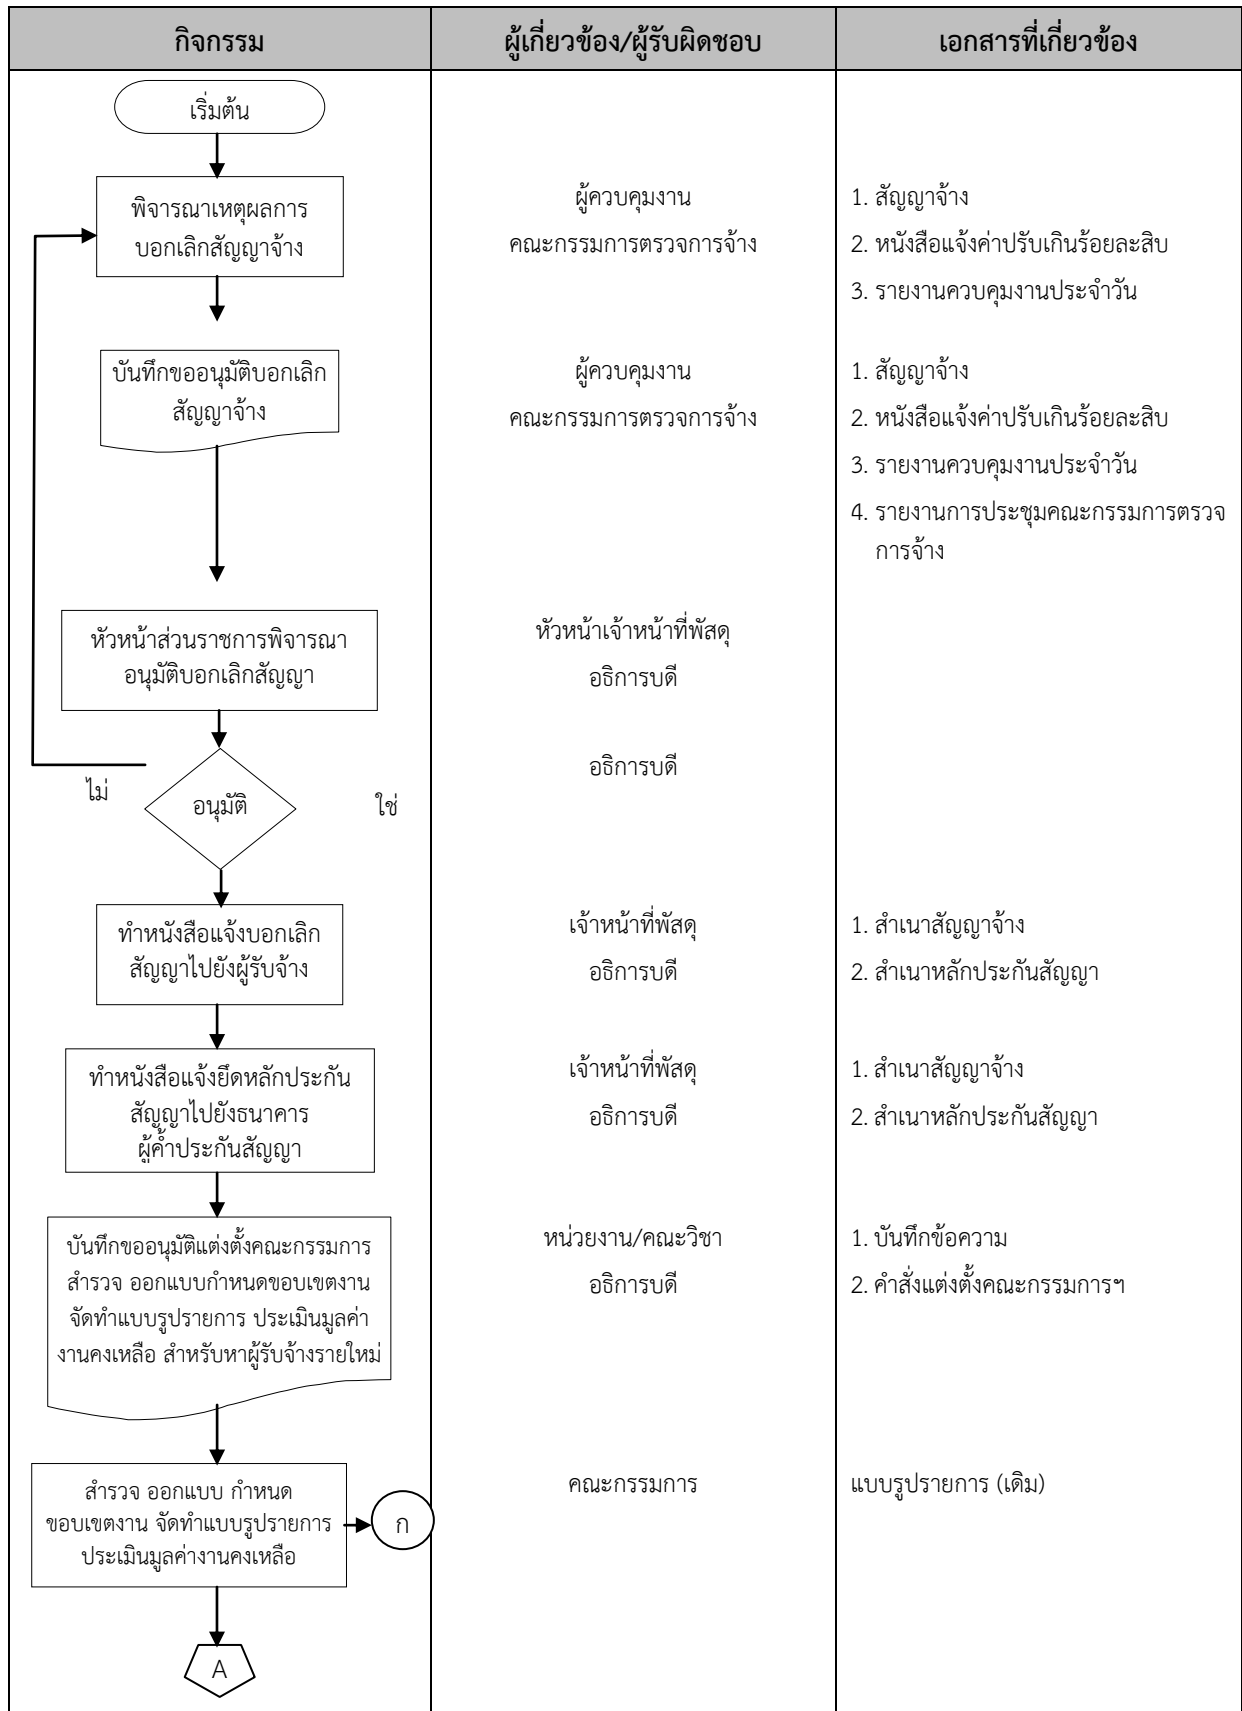 กิจกรรม
ผู้เกี่ยวข้อง/ผู้รับผิดชอบ
เอกสารที่เกี่ยวข้อง
เริ่มต้น
พิจารณาเหตุผลการ
บอกเลิกสัญญาจ้าง
ผู้ควบคุมงาน
คณะกรรมการตรวจการจ้าง
1. สัญญาจ้าง
2. หนังสือแจ้งค่าปรับเกินร้อยละสิบ
3. รายงานควบคุมงานประจำวัน
บันทึกขออนุมัติบอกเลิก
สัญญาจ้าง
ผู้ควบคุมงาน
คณะกรรมการตรวจการจ้าง
1. สัญญาจ้าง
2. หนังสือแจ้งค่าปรับเกินร้อยละสิบ
3. รายงานควบคุมงานประจำวัน
4. รายงานการประชุมคณะกรรมการตรวจ
การจ้าง
หัวหน้าส่วนราชการพิจารณา
อนุมัติบอกเลิกสัญญา
หัวหน้าเจ้าหน้าที่พัสดุ
อธิการบดี
ไม่
อนุมัติ
ใช่
อธิการบดี
ทำหนังสือแจ้งบอกเลิก
สัญญาไปยังผู้รับจ้าง
เจ้าหน้าที่พัสดุ
อธิการบดี
1. สำเนาสัญญาจ้าง
2. สำเนาหลักประกันสัญญา
ทำหนังสือแจ้งยึดหลักประกัน
สัญญาไปยังธนาคาร
ผู้ค้ำประกันสัญญา
เจ้าหน้าที่พัสดุ
อธิการบดี
1. สำเนาสัญญาจ้าง
2. สำเนาหลักประกันสัญญา
บันทึกขออนุมัติแต่งตั้งคณะกรรมการ
สำรวจ ออกแบบกำหนดขอบเขตงาน
จัดทำแบบรูปรายการ ประเมินมูลค่า
งานคงเหลือ สำหรับหาผู้รับจ้างรายใหม่
หน่วยงาน/คณะวิชา
อธิการบดี
1. บันทึกข้อความ
2. คำสั่งแต่งตั้งคณะกรรมการฯ
สำรวจ ออกแบบ กำหนด
ขอบเขตงาน จัดทำแบบรูปรายการ
ประเมินมูลค่างานคงเหลือ
ก
คณะกรรมการ
แบบรูปรายการ (เดิม)
A